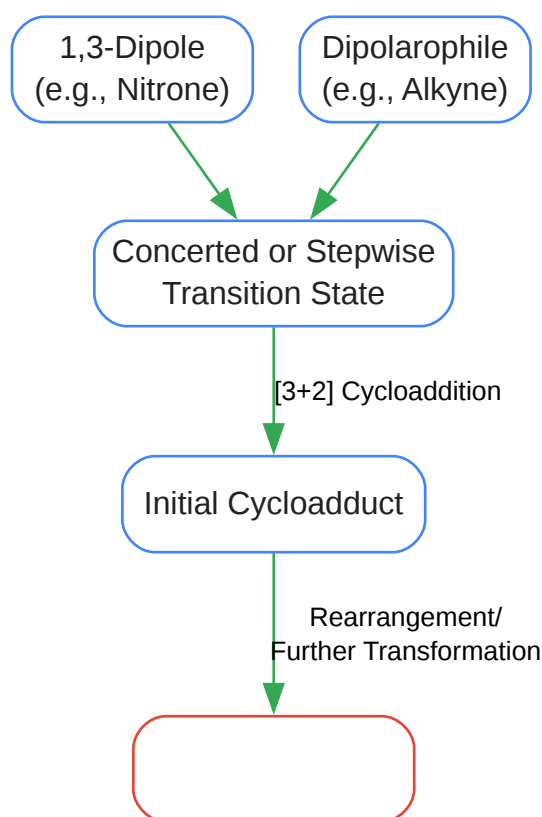 1,3-Dipole
(e.g., Nitrone)
Dipolarophile
(e.g., Alkyne)
Concerted or Stepwise
Transition State
[3+2] Cycloaddition
Initial Cycloadduct
Rearrangement/
Further Transformation